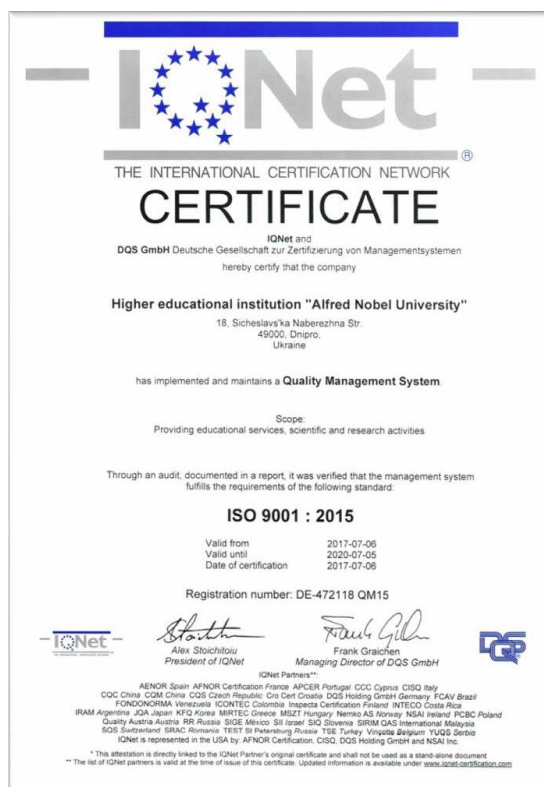 IQNet
®
THE INTERNATIONAL CERTIFICATION NETWORK
CERTIFICATE
IQNet and
DQS GmbH Deutsche Gesellschaft zur Zertifizierung von Managementsystemen
hereby certify that the company
Higher educational institution "Alfred Nobel University"
18, Sicheslavs'ka Naberezhna Str.
49000, Dnipro,
Ukraine
has implemented and maintains a Quality Management System.
Scope:
Providing educational services, scientific and research activities
Through an audit, documented in a report, it was verified that the management system
fulfills the requirements of the following standard:
ISO 9001 : 2015
Valid from 2017-07-06
Valid until 2020-07-05
Date of certification 2017-07-06
Registration number: DE-472118 QM15
IQNet
Alex Stoichitoiu
President of IQNet
Frank Graichen
Managing Director of DQS GmbH
DQS
IQNet Partners**:
AENOR Spain AFNOR Certification France APCER Portugal CCC Cyprus CISQ Italy
CQC China CQM China CQS Czech Republic Cro Cert Croatia DQS Holding GmbH Germany FCAV Brazil
FONDONORMA Venezuela ICONTEC Colombia Inspecta Certification Finland INTECO Costa Rica
IRAM Argentina JQA Japan KFQ Korea MIRTEC Greece MSZT Hungary Nemko AS Norway NSAI Ireland PCBC Poland
Quality Austria Austria RR Russia SIGE México SII Israel SIQ Slovenia SIRIM QAS International Malaysia
SQS Switzerland SRAC Romania TEST St Petersburg Russia TSE Turkey Vinçotte Belgium YUQS Serbia
IQNet is represented in the USA by: AFNOR Certification, CISQ, DQS Holding GmbH and NSAI Inc.
* This attestation is directly linked to the IQNet Partner's original certificate and shall not be used as a stand-alone document
** The list of IQNet partners is valid at the time of issue of this certificate. Updated information is available under www.iqnet-certification.com